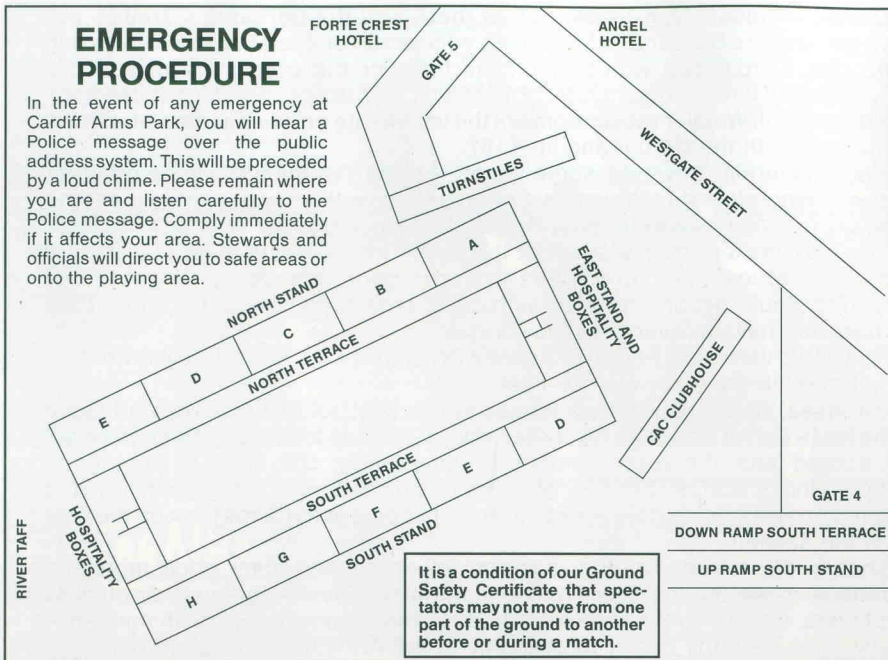 EMERGENCY
PROCEDURE
In the event of any emergency at
Cardiff Arms Park, you will hear a
Police message over the public
address system. This will be preceded
by a loud chime. Please remain where
you are and listen carefully to the
Police message. Comply immediately
if it affects your area. Stewards and
officials will direct you to safe areas or
onto the playing area.
FORTE CREST
HOTEL
GATE 5
ANGEL
HOTEL
WESTGATE STREET
TURNSTILES
NORTH STAND
A
B
C
D
E
NORTH TERRACE
EAST STAND AND
HOSPITALITY
BOXES
CAC CLUBHOUSE
SOUTH TERRACE
D
E
F
G
H
SOUTH STAND
HOSPITALITY
BOXES
RIVER TAFF
GATE 4
DOWN RAMP SOUTH TERRACE
UP RAMP SOUTH STAND
It is a condition of our Ground
Safety Certificate that spec-
tators may not move from one
part of the ground to another
before or during a match.